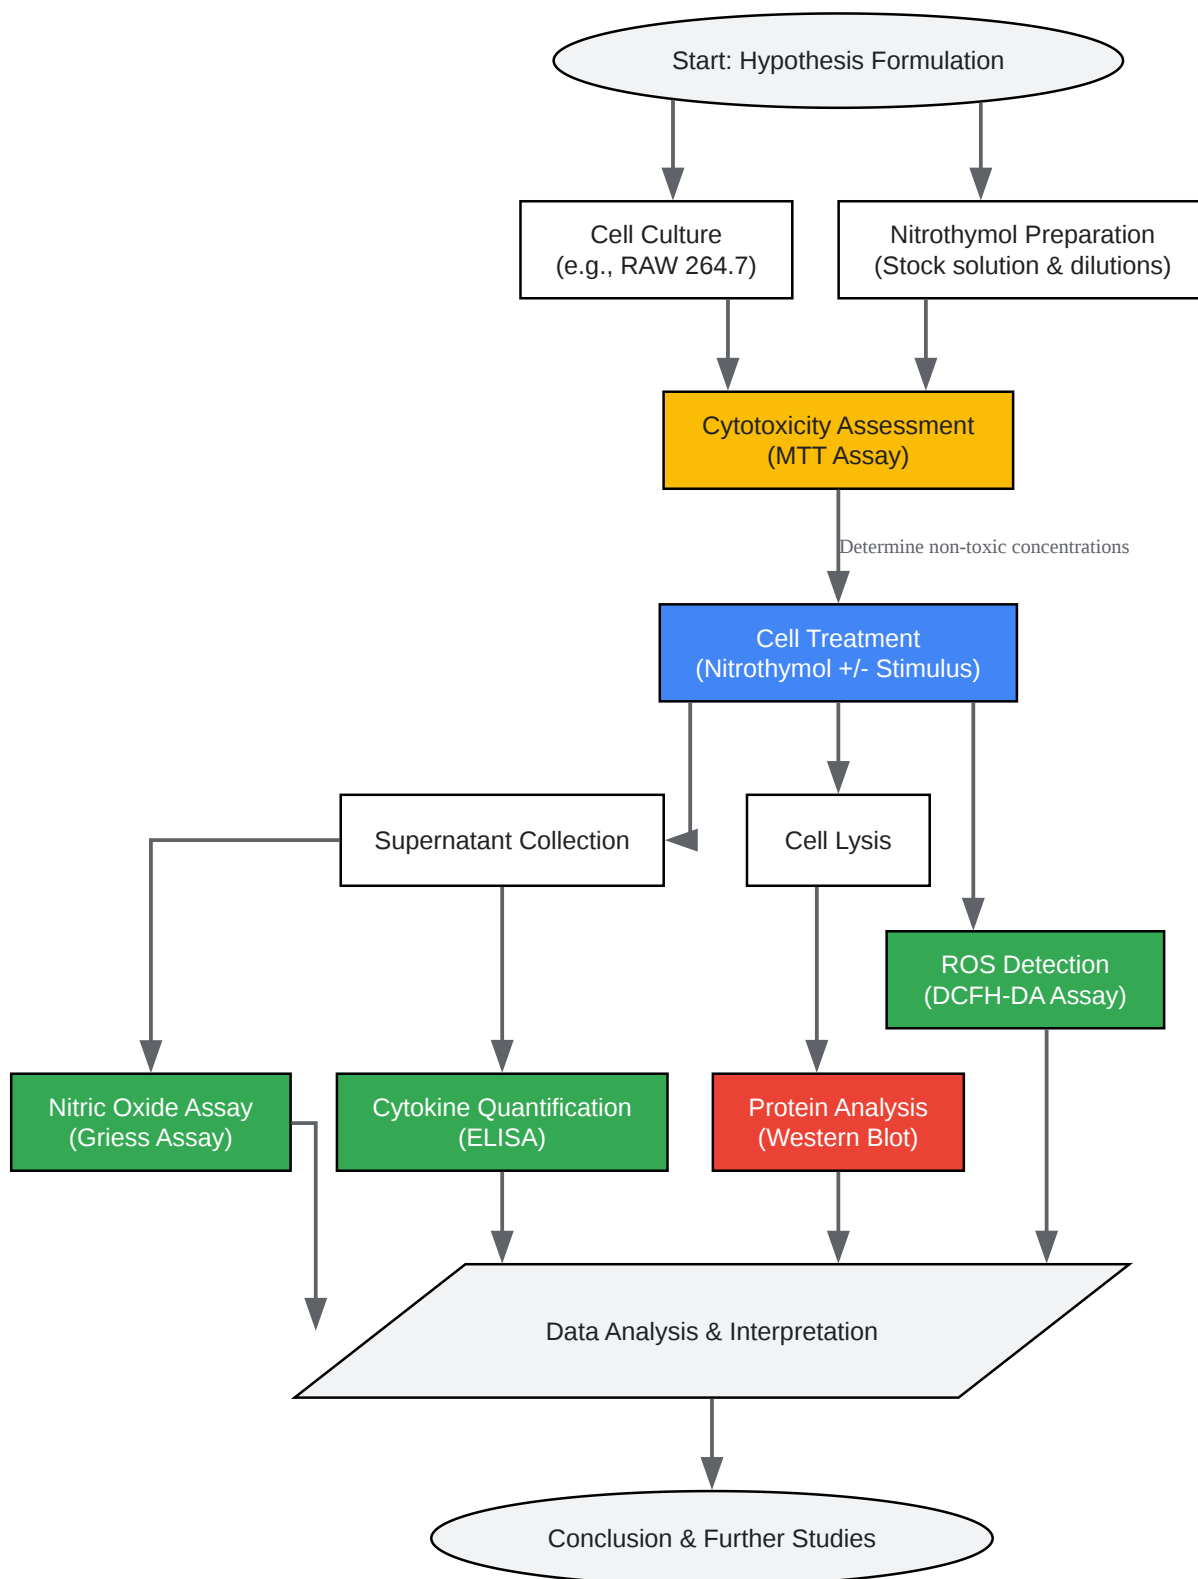 Start: Hypothesis Formulation
Cell Culture
(e.g., RAW 264.7)
Nitrothymol Preparation
(Stock solution & dilutions)
Cytotoxicity Assessment
(MTT Assay)
Determine non-toxic concentrations
Cell Treatment
(Nitrothymol +/- Stimulus)
Supernatant Collection
Cell Lysis
ROS Detection
(DCFH-DA Assay)
Nitric Oxide Assay
(Griess Assay)
Cytokine Quantification
(ELISA)
Protein Analysis
(Western Blot)
Data Analysis & Interpretation
Conclusion & Further Studies